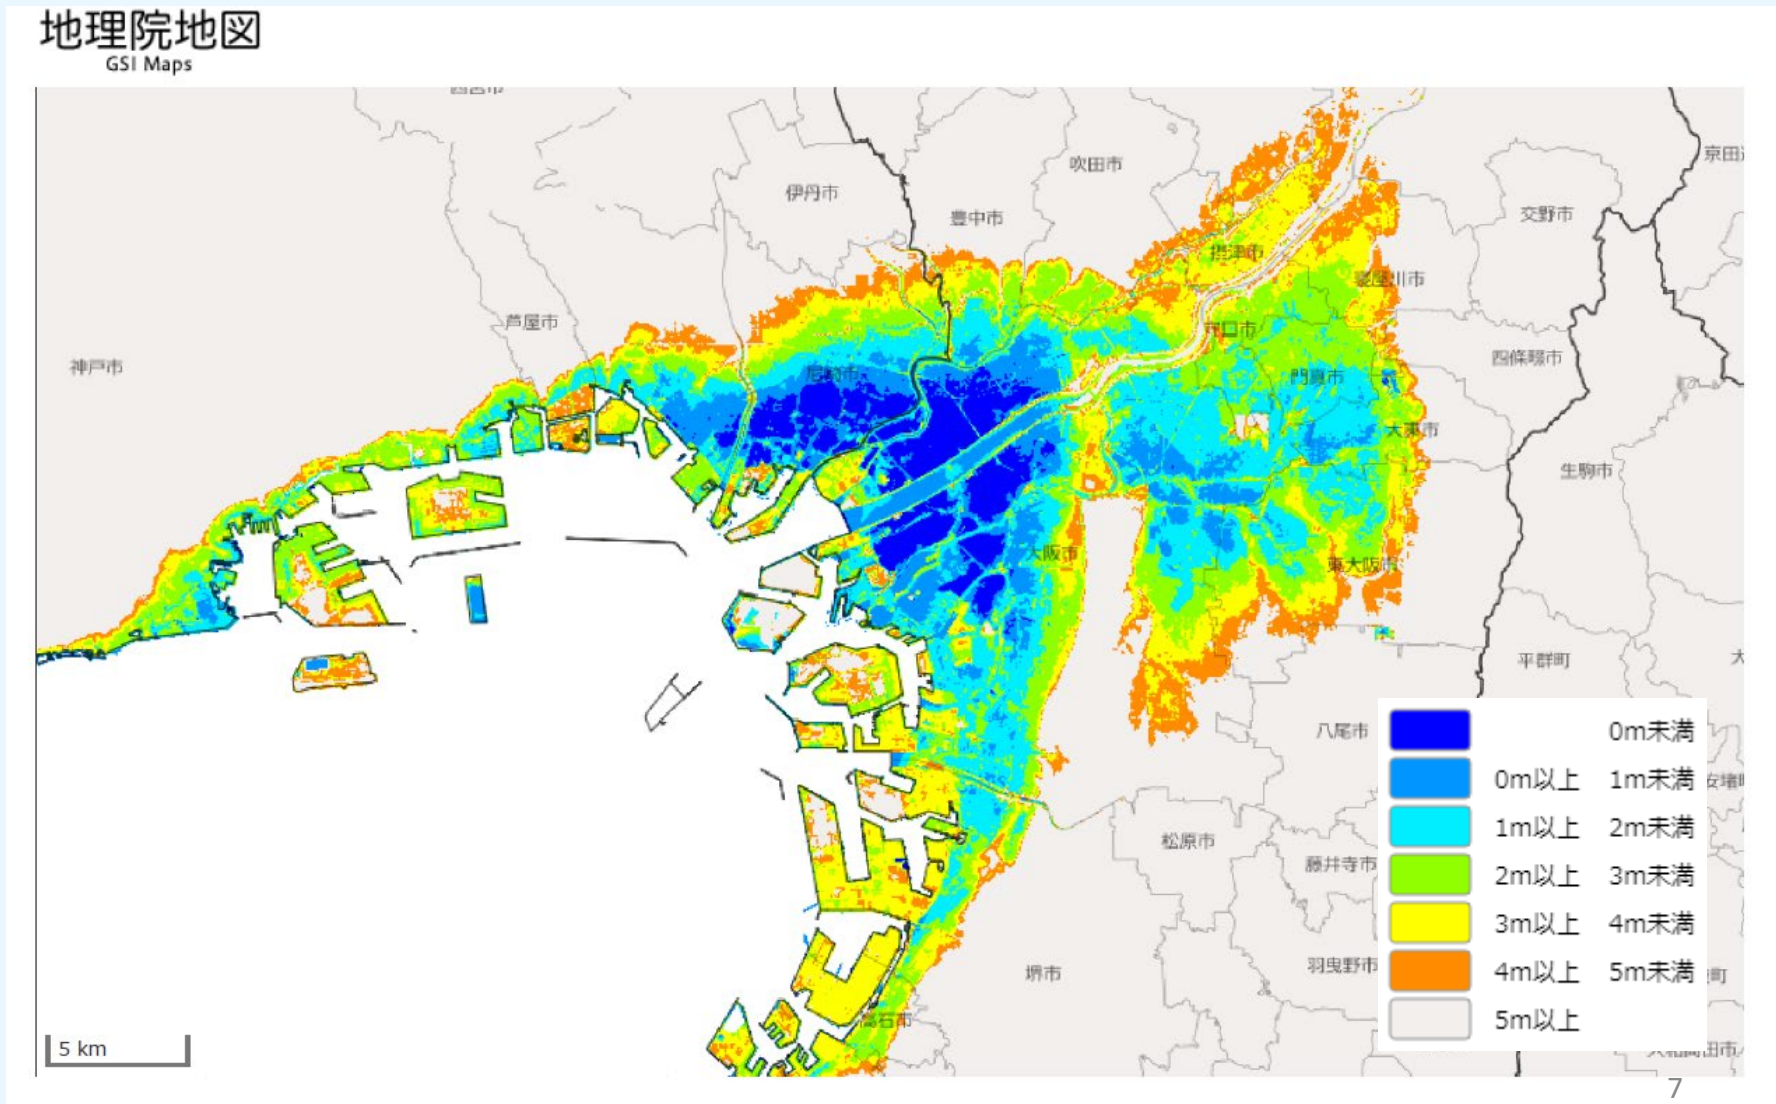 地理院地図
GSI Maps
吹田市
伊丹市
豊中市
交野市
摂津市
寝屋川市
芦屋市
守口市
神戸市
四條畷市
尼崎市
門真市
大東市
生駒市
大阪市
東大阪市
平群町
八尾市
松原市
藤井寺市
堺市
羽曳野市
高石市
0m未満
0m以上 1m未満
1m以上 2m未満
2m以上 3m未満
3m以上 4m未満
4m以上 5m未満
5m以上
5 km
7